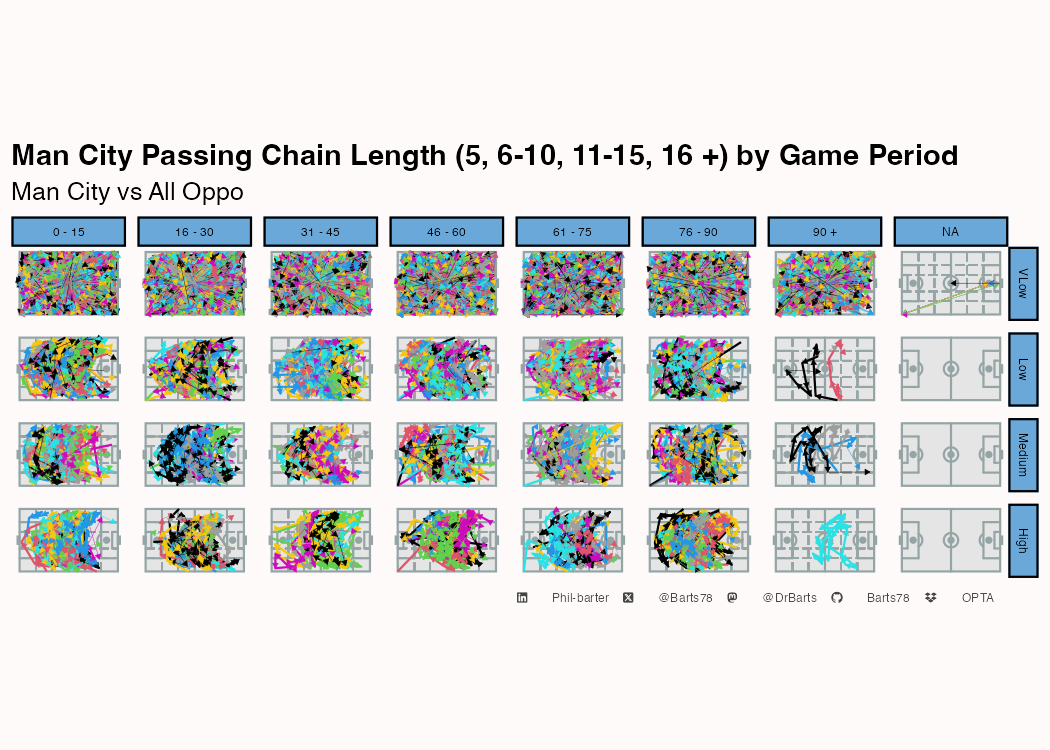 Man City Passing Chain Length (5, 6-10, 11-15, 16 +) by Game Period
Man City vs All Oppo
0 - 15
16 - 30
31 - 45
46 - 60
61 - 75
76 - 90
90 +
NA
VLow
Low
Medium
High
Phil-barter @Barts78 @DrBarts Barts78 OPTA